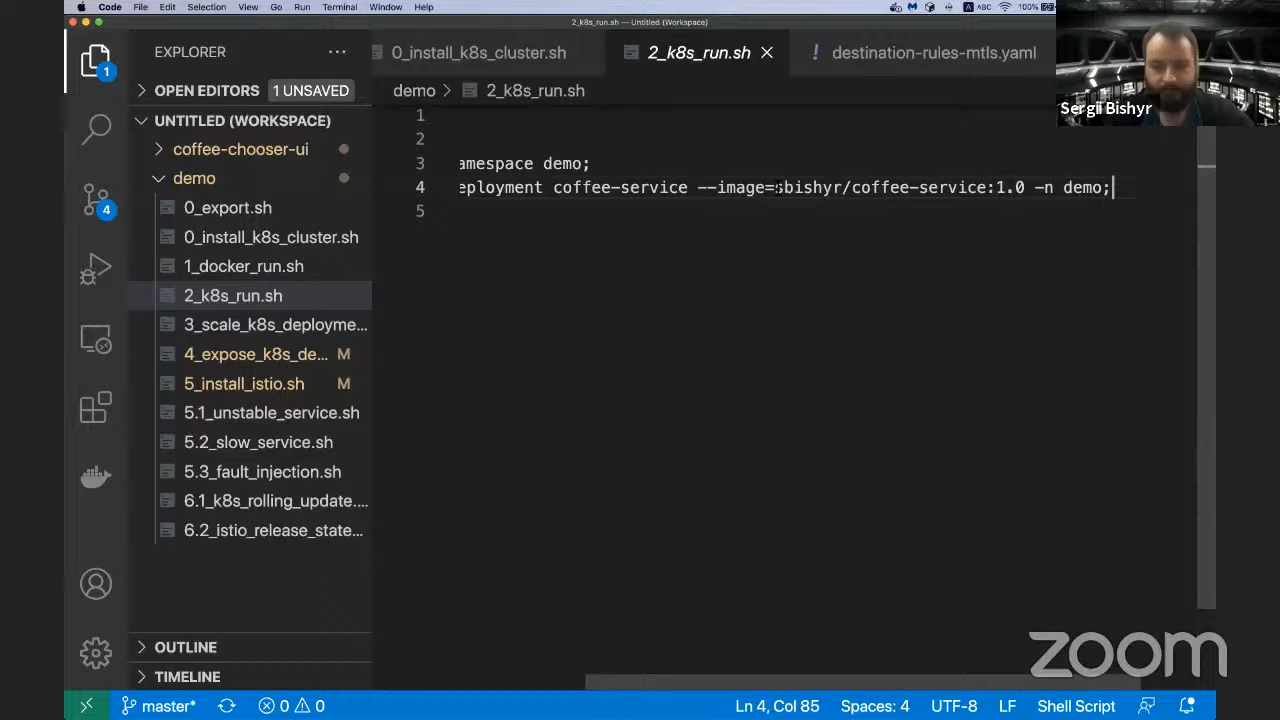 Code File Edit Selection View Go Run Terminal Window Help ABC 100%
2_k8s_run.sh — Untitled (Workspace)
EXPLORER ···
0_install_k8s_cluster.sh
2_k8s_run.sh
! destination-rules-mtls.yaml
Sergii Bishyr
OPEN EDITORS 1 UNSAVED
demo > 2_k8s_run.sh
UNTITLED (WORKSPACE)
coffee-chooser-ui
demo
0_export.sh
0_install_k8s_cluster.sh
1_docker_run.sh
2_k8s_run.sh
3_scale_k8s_deployme...
4_expose_k8s_de... M
5_install_istio.sh M
5.1_unstable_service.sh
5.2_slow_service.sh
5.3_fault_injection.sh
6.1_k8s_rolling_update....
6.2_istio_release_state...
1
4
1
2
3 amespace demo;
4 eployment coffee-service --image=sbishyr/coffee-service:1.0 -n demo;
5
OUTLINE
TIMELINE
zoom
master* 0 0 Ln 4, Col 85 Spaces: 4 UTF-8 LF Shell Script